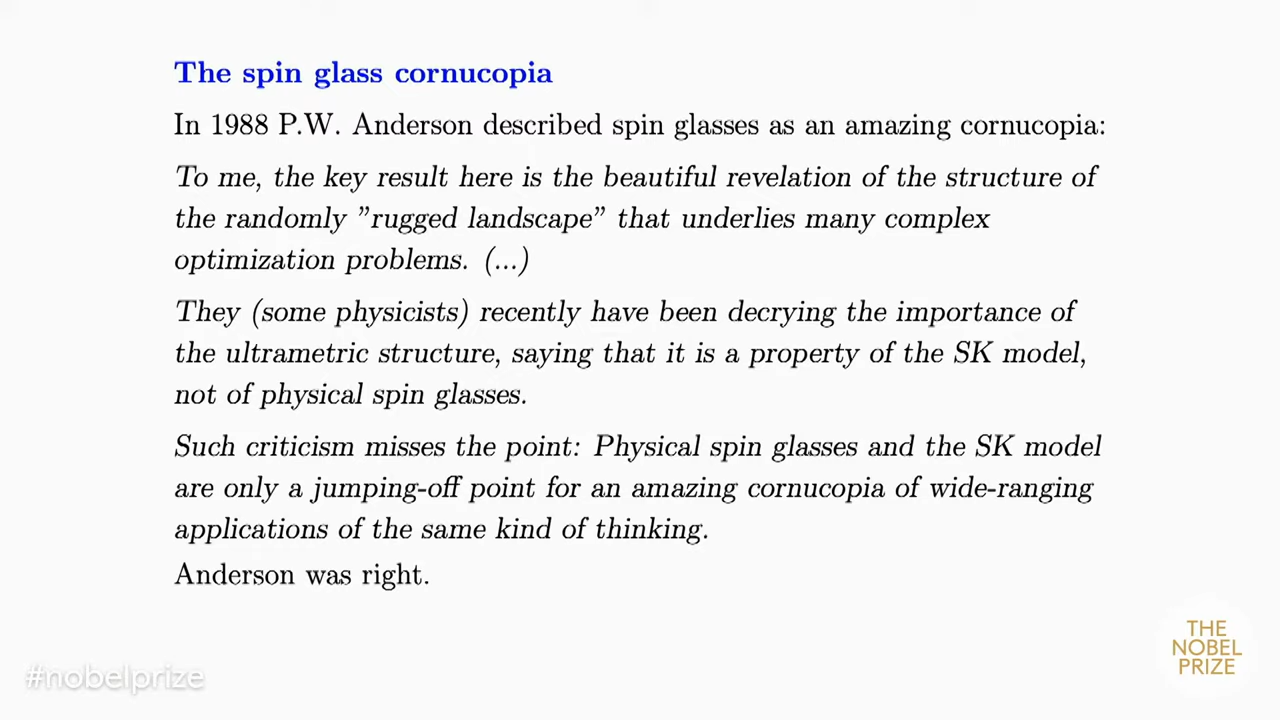 The spin glass cornucopia
In 1988 P.W. Anderson described spin glasses as an amazing cornucopia:
To me, the key result here is the beautiful revelation of the structure of
the randomly ”rugged landscape” that underlies many complex
optimization problems. (...)
They (some physicists) recently have been decrying the importance of
the ultrametric structure, saying that it is a property of the SK model,
not of physical spin glasses.
Such criticism misses the point: Physical spin glasses and the SK model
are only a jumping-off point for an amazing cornucopia of wide-ranging
applications of the same kind of thinking.
Anderson was right.
THE
NOBEL
PRIZE
#nobelprize